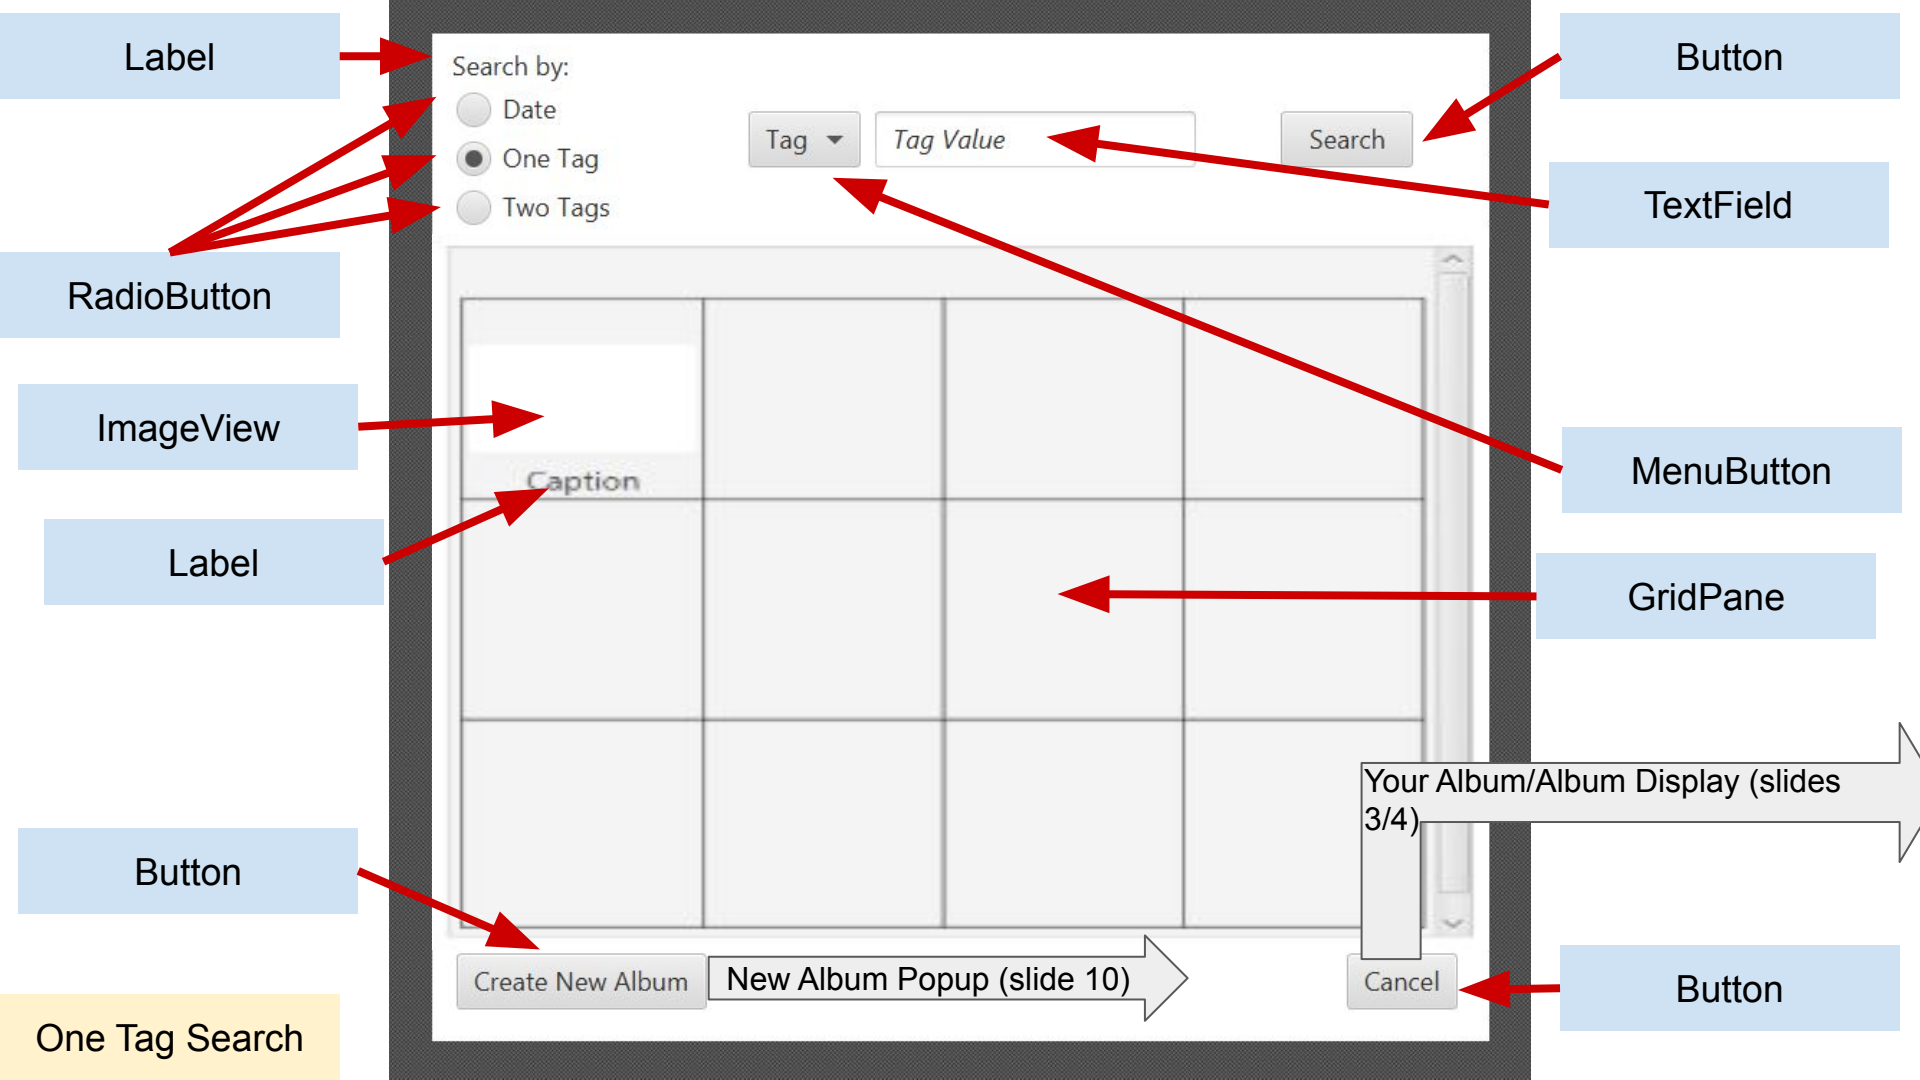 Label
Search by:
Date
One Tag
Two Tags
Tag
Tag Value
Search
Button
TextField
RadioButton
ImageView
Caption
Label
MenuButton
GridPane
Your Album/Album Display (slides
3/4)
Button
Create New Album
New Album Popup (slide 10)
Cancel
Button
One Tag Search